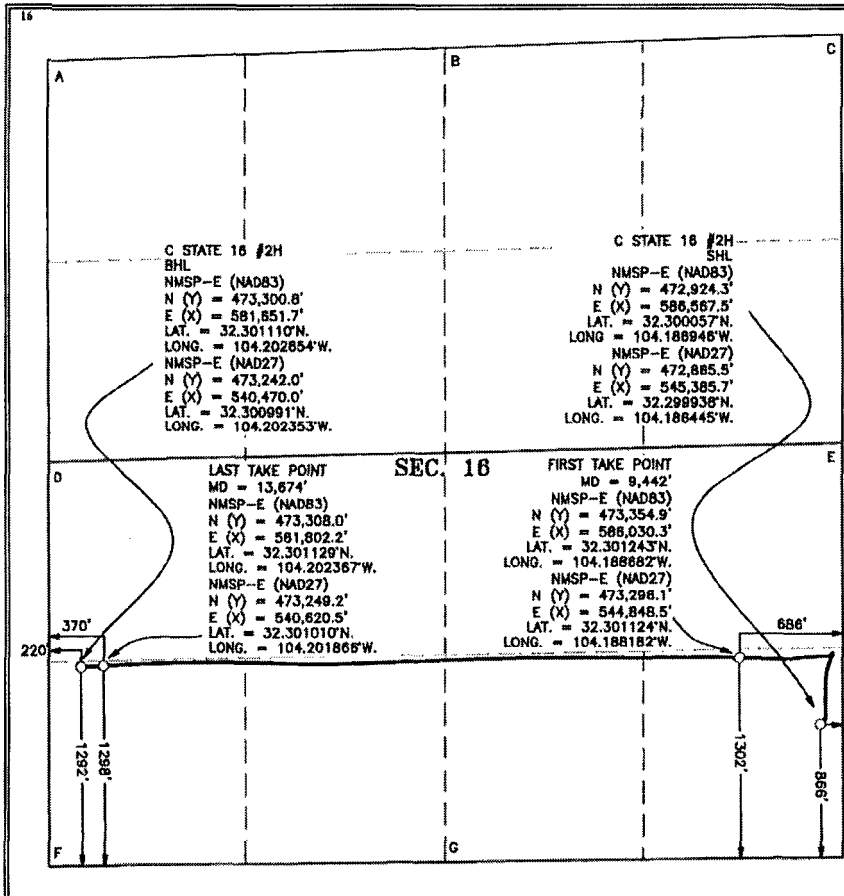 16
A
B
C
C STATE 16 #2H
BHL
NMSP-E (NAD83)
N (Y) = 473,300.8'
E (X) = 581,651.7'
LAT. = 32.301110°N.
LONG. = 104.202854°W.
NMSP-E (NAD27)
N (Y) = 473,242.0'
E (X) = 540,470.0'
LAT. = 32.300991°N.
LONG. = 104.202353°W.
C STATE 16 #2H
SHL
NMSP-E (NAD83)
N (Y) = 472,924.3'
E (X) = 586,567.5'
LAT. = 32.300057°N.
LONG = 104.186946°W.
NMSP-E (NAD27)
N (Y) = 472,865.5'
E (X) = 545,385.7'
LAT. = 32.299938°N.
LONG. = 104.186445°W.
D
SEC. 16
E
LAST TAKE POINT
MD = 13,674'
NMSP-E (NAD83)
N (Y) = 473,308.0'
E (X) = 581,802.2'
LAT. = 32.301129°N.
LONG. = 104.202367°W.
NMSP-E (NAD27)
N (Y) = 473,249.2'
E (X) = 540,620.5'
LAT. = 32.301010°N.
LONG. = 104.201866°W.
FIRST TAKE POINT
MD = 9,442'
NMSP-E (NAD83)
N (Y) = 473,354.9'
E (X) = 586,030.3'
LAT. = 32.301243°N.
LONG. = 104.188682°W.
NMSP-E (NAD27)
N (Y) = 473,296.1'
E (X) = 544,848.5'
LAT. = 32.301124°N.
LONG. = 104.188182°W.
370'
220'
686'
1292'
1298'
1302'
866'
F
G